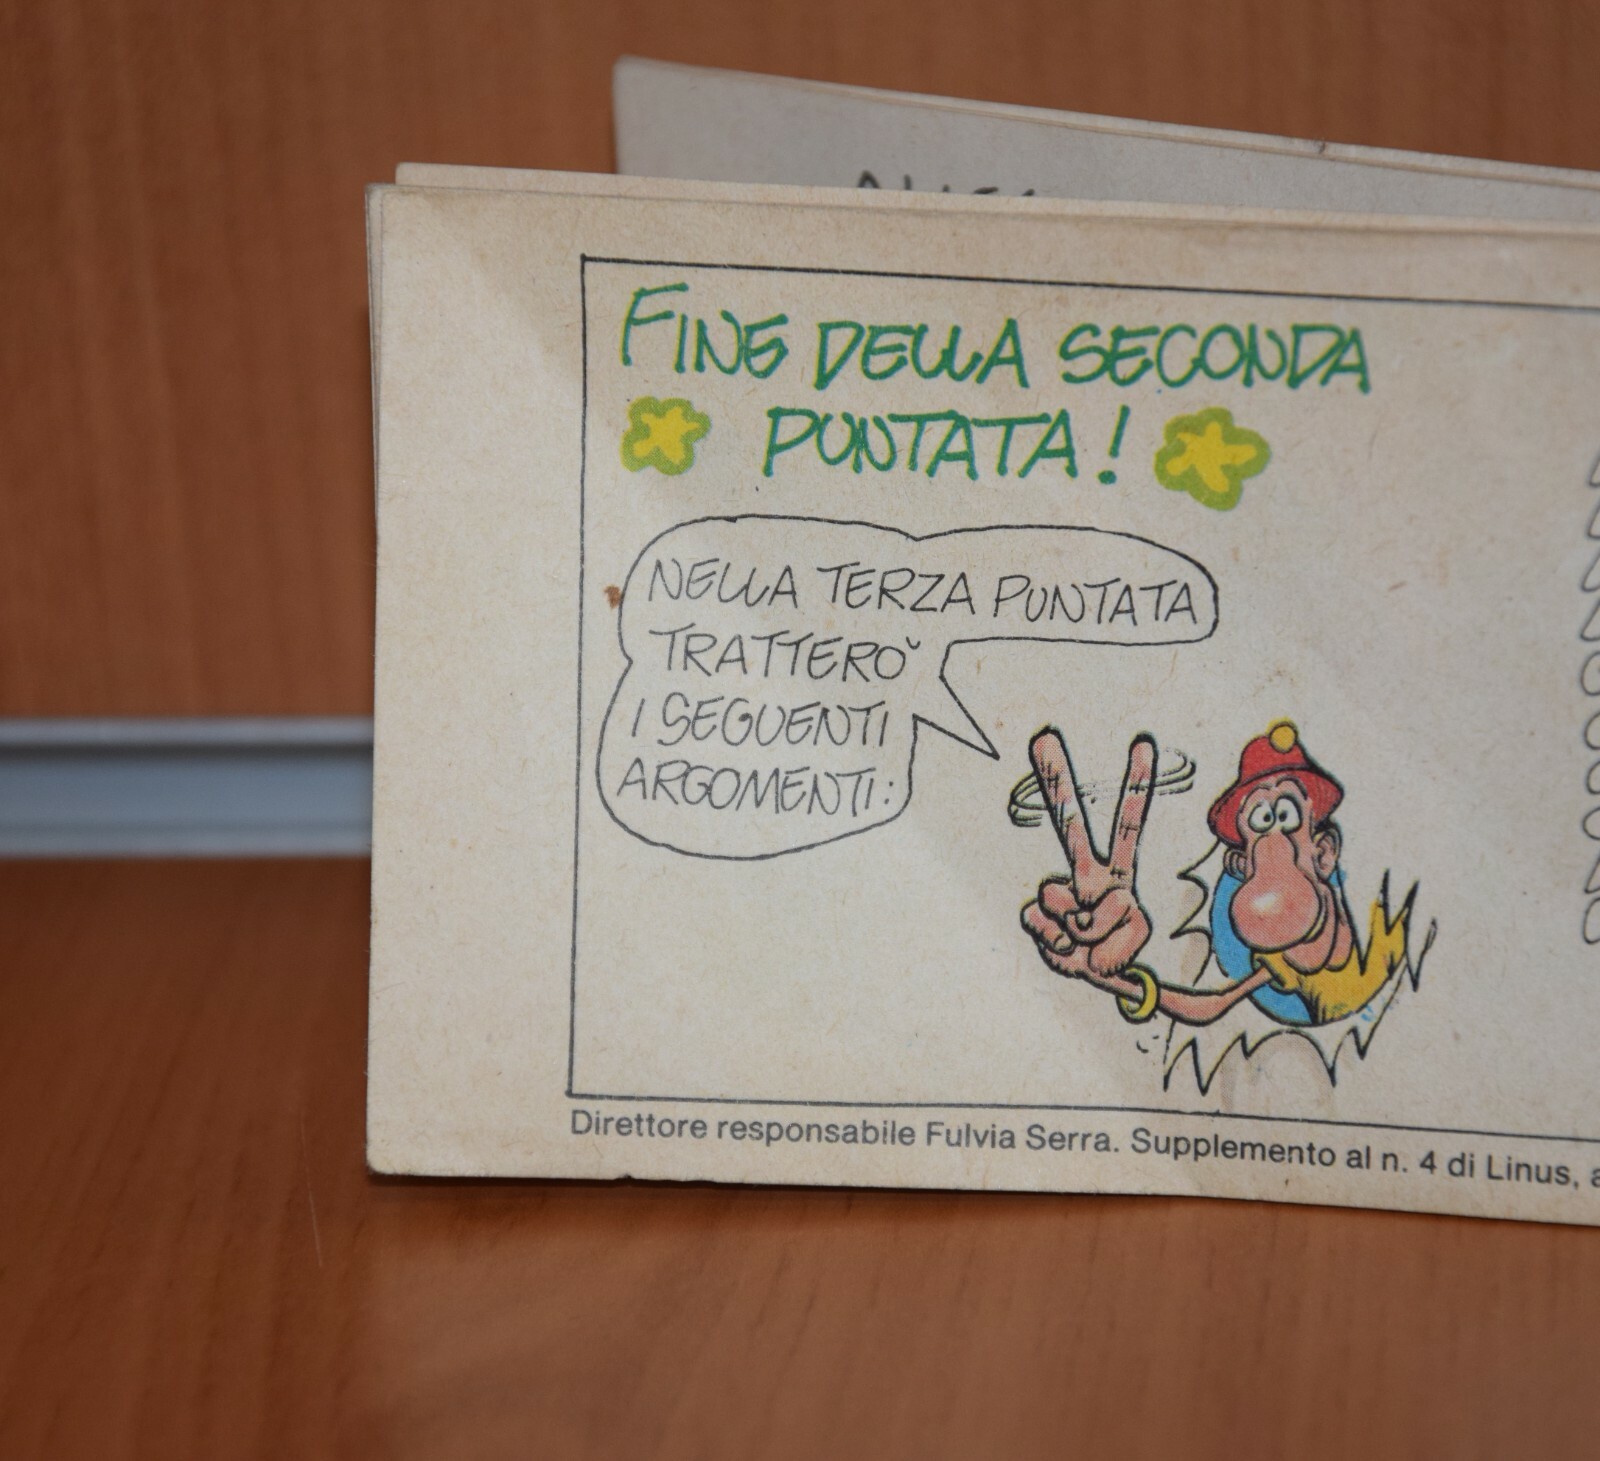 FINE DELLA SECONDA
PUNTATA!
NELLA TERZA PUNTATA
TRATTERÒ
I SEGUENTI
ARGOMENTI:
Direttore responsabile Fulvia Serra. Supplemento al n. 4 di Linus, a